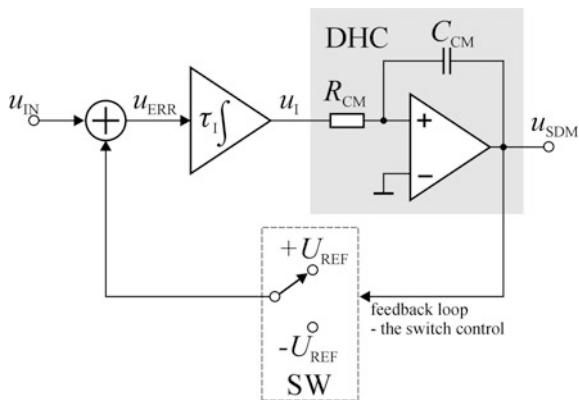 DHC
C_CM
R_CM
u_IN
u_ERR
τ_I∫
u_I
+
−
u_SDM
+U_REF
-U_REF
SW
feedback loop
- the switch control